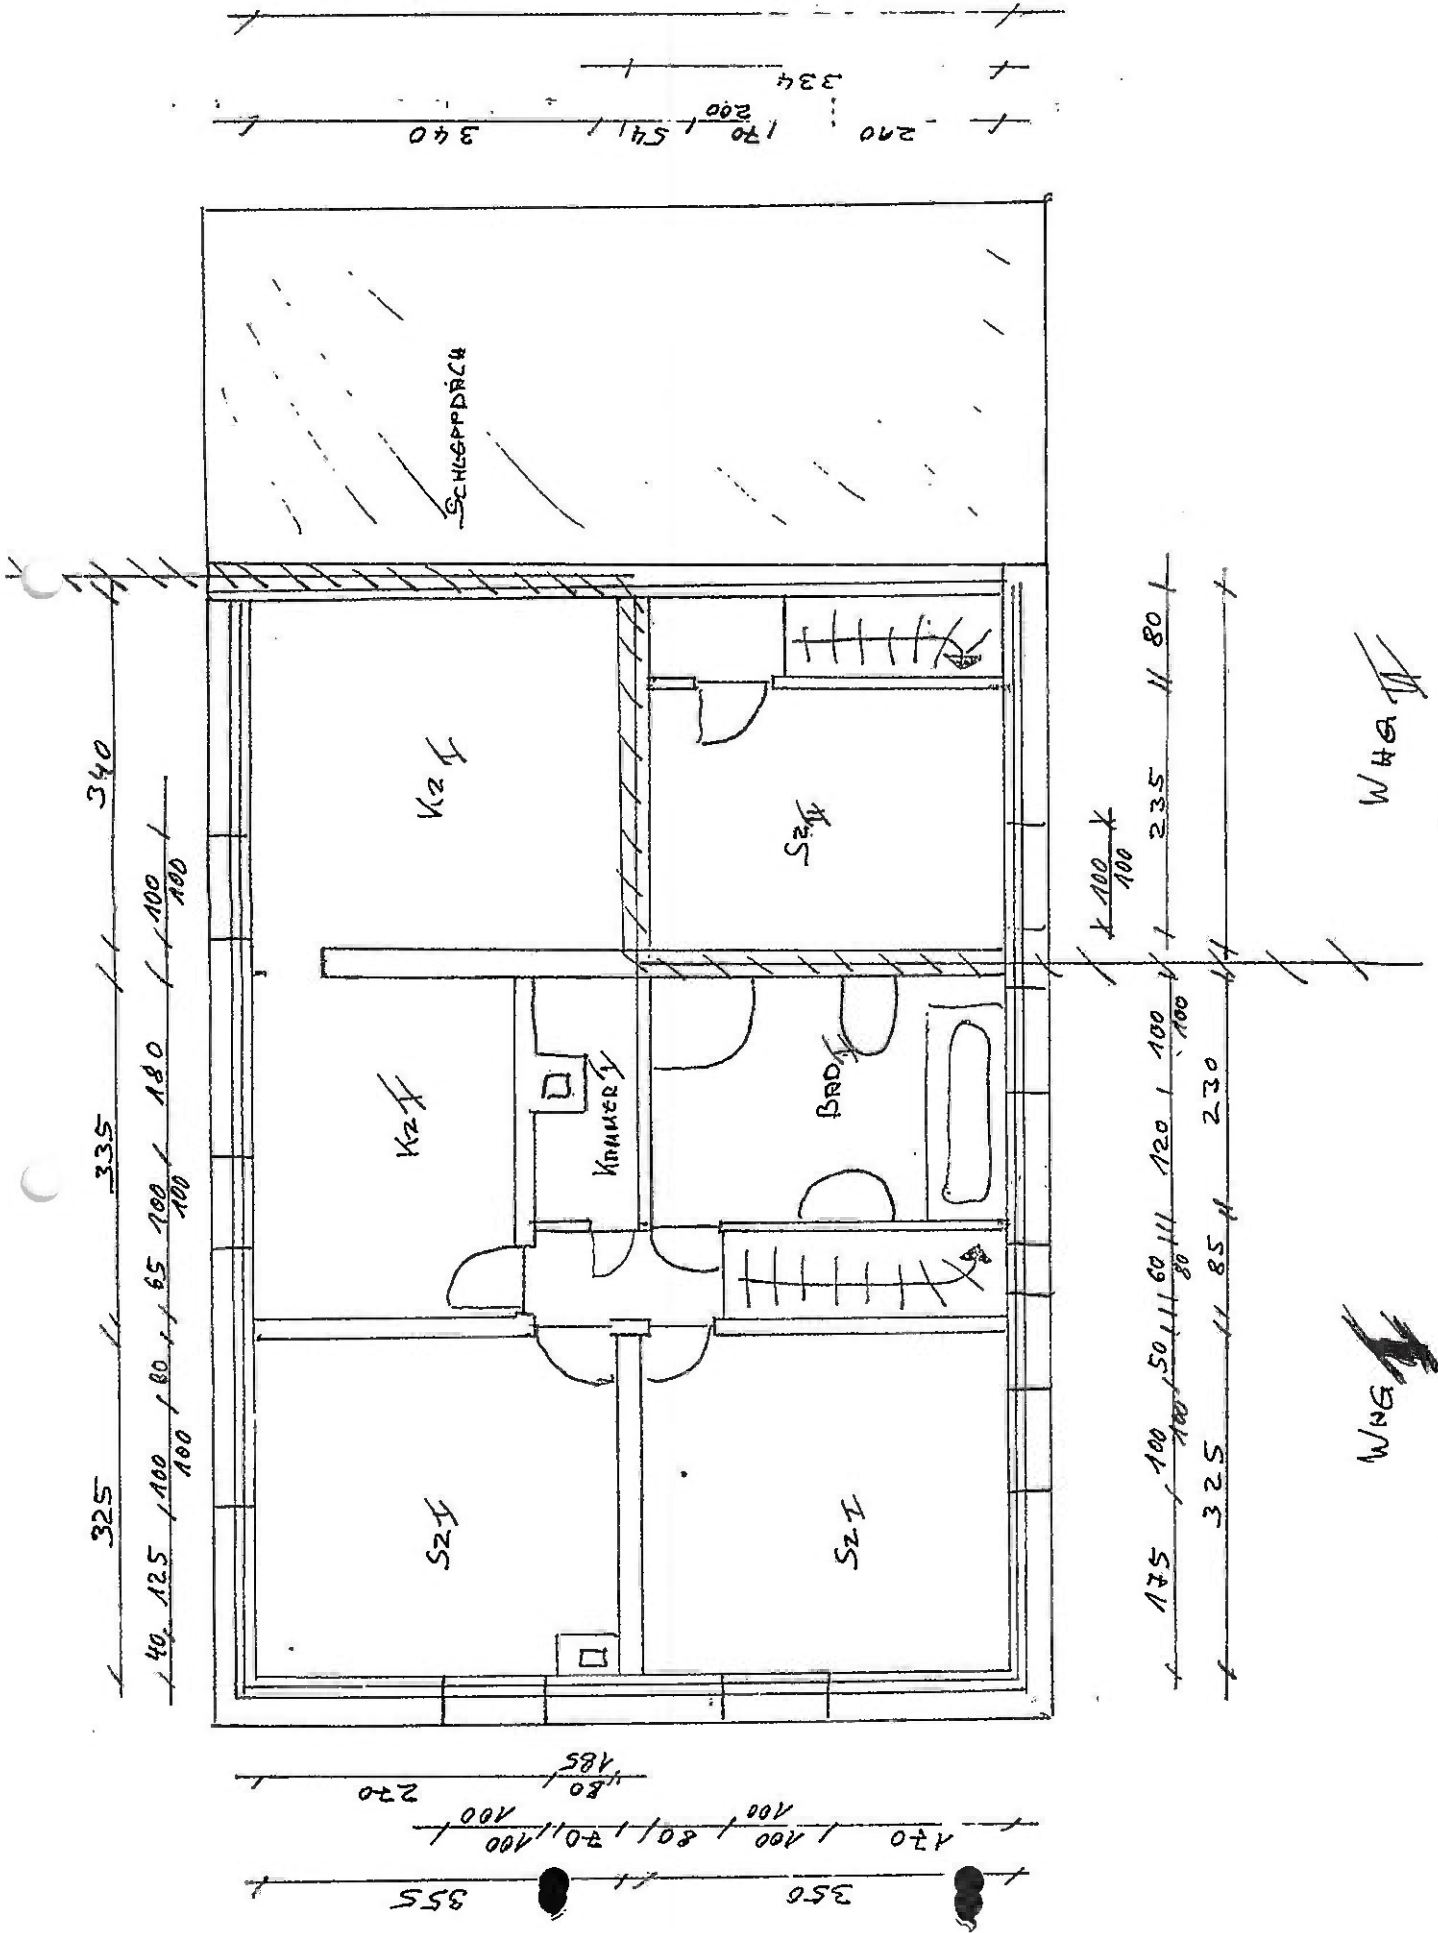 325 335 340
40 125 100 80 65 100 180 100
100 100 100
SCHLEPPDACH
KZ I
KZ II
SZ I
KAMMER I
SZ II
BAD I
SZ I
340 54 70 210
200
334
270 80
185
100 70 80 100 170
100 100
355 350
100
100
175 100 50 60 120 100 235 80
100 80 100
325 85 230
WHG I
WHG II